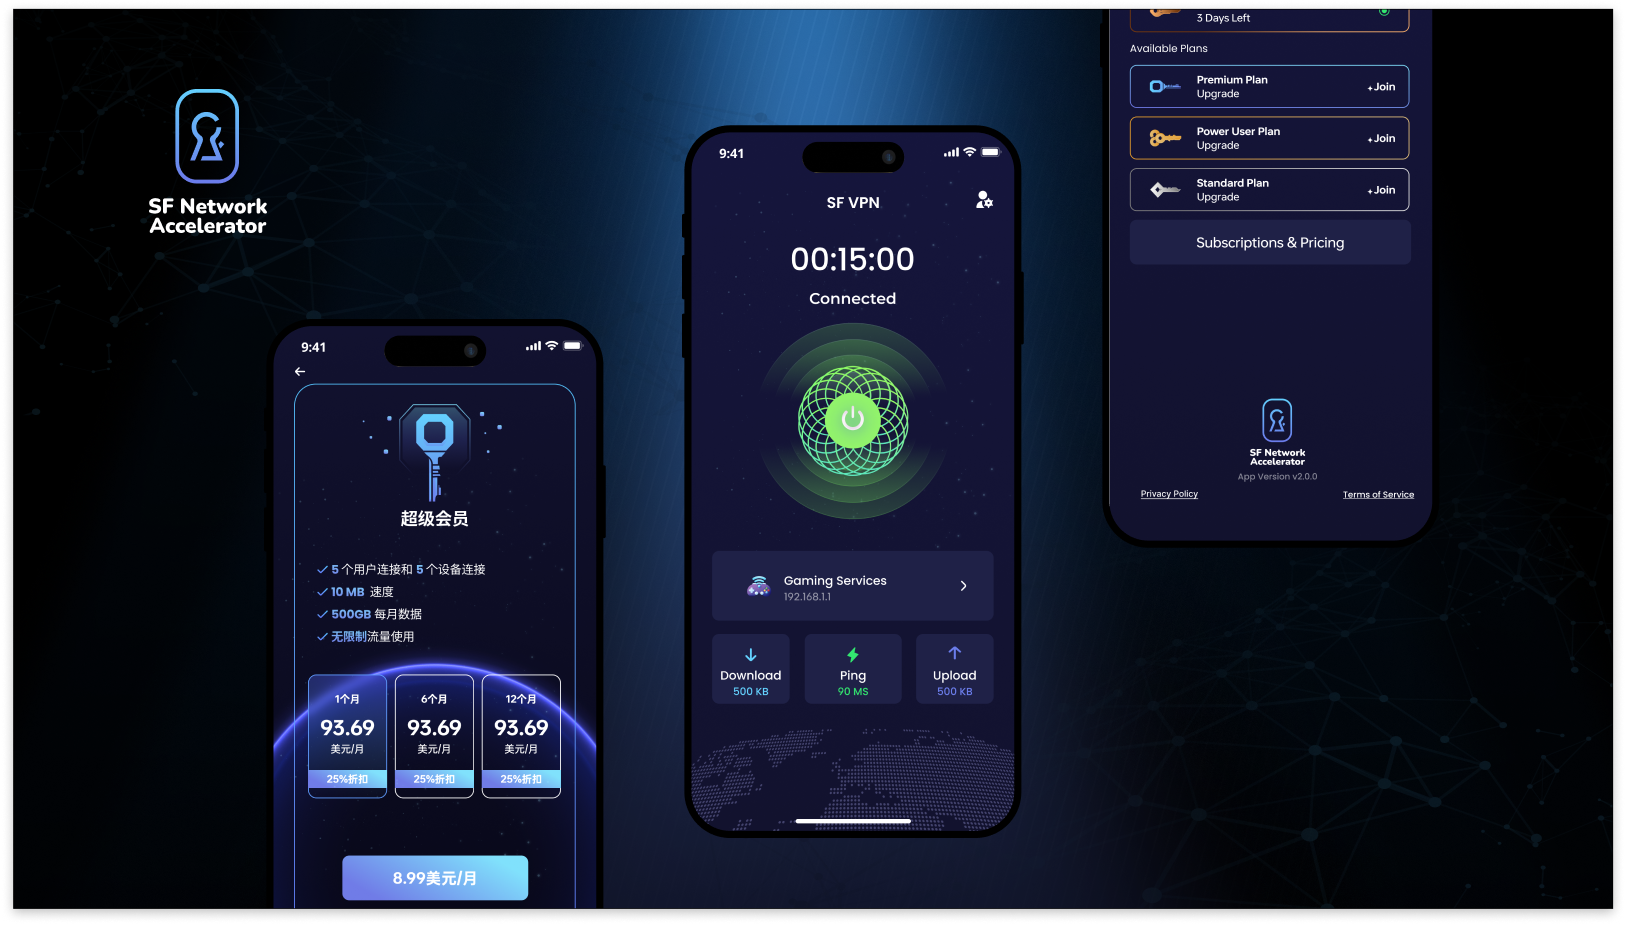 SF Network
Accelerator
9:41
超级会员
5 个用户连接和 5 个设备连接
10 MB 速度
500GB 每月数据
无限制流量使用
1个月
93.69
美元/月
25%折扣
6个月
93.69
美元/月
25%折扣
12个月
93.69
美元/月
25%折扣
8.99美元/月
9:41
SF VPN
00:15:00
Connected
Gaming Services
192.168.1.1
Download
500 KB
Ping
90 MS
Upload
500 KB
3 Days Left
Available Plans
Premium Plan
Upgrade
+Join
Power User Plan
Upgrade
+Join
Standard Plan
Upgrade
+Join
Subscriptions & Pricing
SF Network
Accelerator
App Version v2.0.0
Privacy Policy
Terms of Service